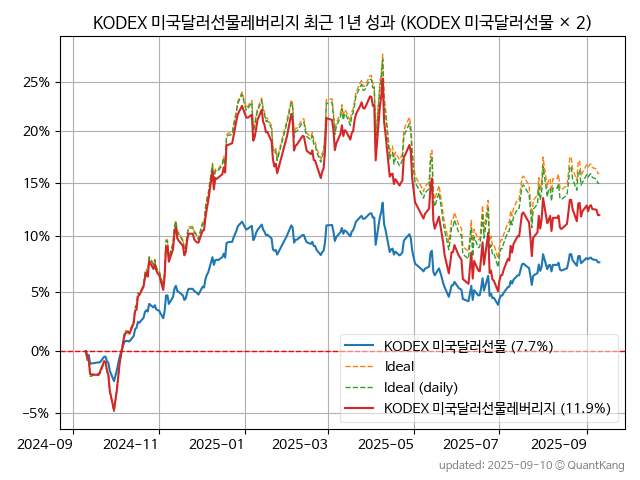 KODEX 미국달러선물레버리지 최근 1년 성과 (KODEX 미국달러선물 × 2)
25%
20%
15%
10%
5%
0%
−5%
KODEX 미국달러선물 (7.7%)
Ideal
Ideal (daily)
KODEX 미국달러선물레버리지 (11.9%)
2024−09
2024−11
2025−01
2025−03
2025−05
2025−07
2025−09
updated: 2025-09-10 © QuantKang